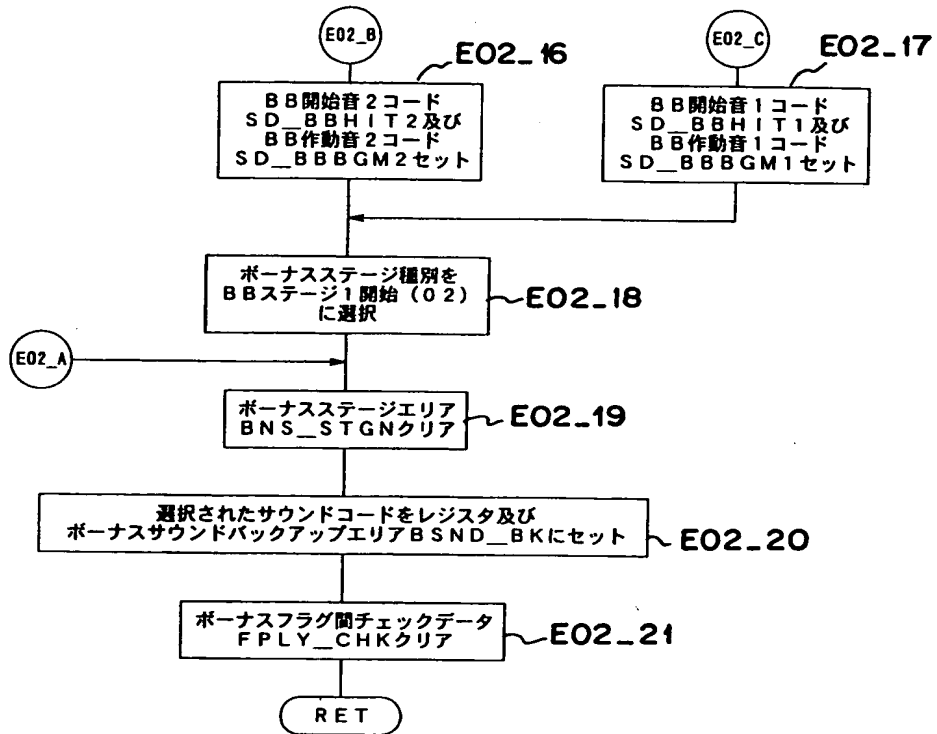 E02_B
E02_C
E02_16
E02_17
BB開始音2コード
SD__BBHIT2及び
BB作動音2コード
SD__BBBGM2セット
BB開始音1コード
SD__BBHIT1及び
BB作動音1コード
SD__BBBGM1セット
ボーナスステージ種別を
BBステージ1開始(02)
に選択
E02_18
E02_A
ボーナスステージエリア
BNS__STGNクリア
E02_19
選択されたサウンドコードをレジスタ及び
ボーナスサウンドバックアップエリアBSND__BKにセット
E02_20
ボーナスフラグ間チェックデータ
FPLY__CHKクリア
E02_21
RET